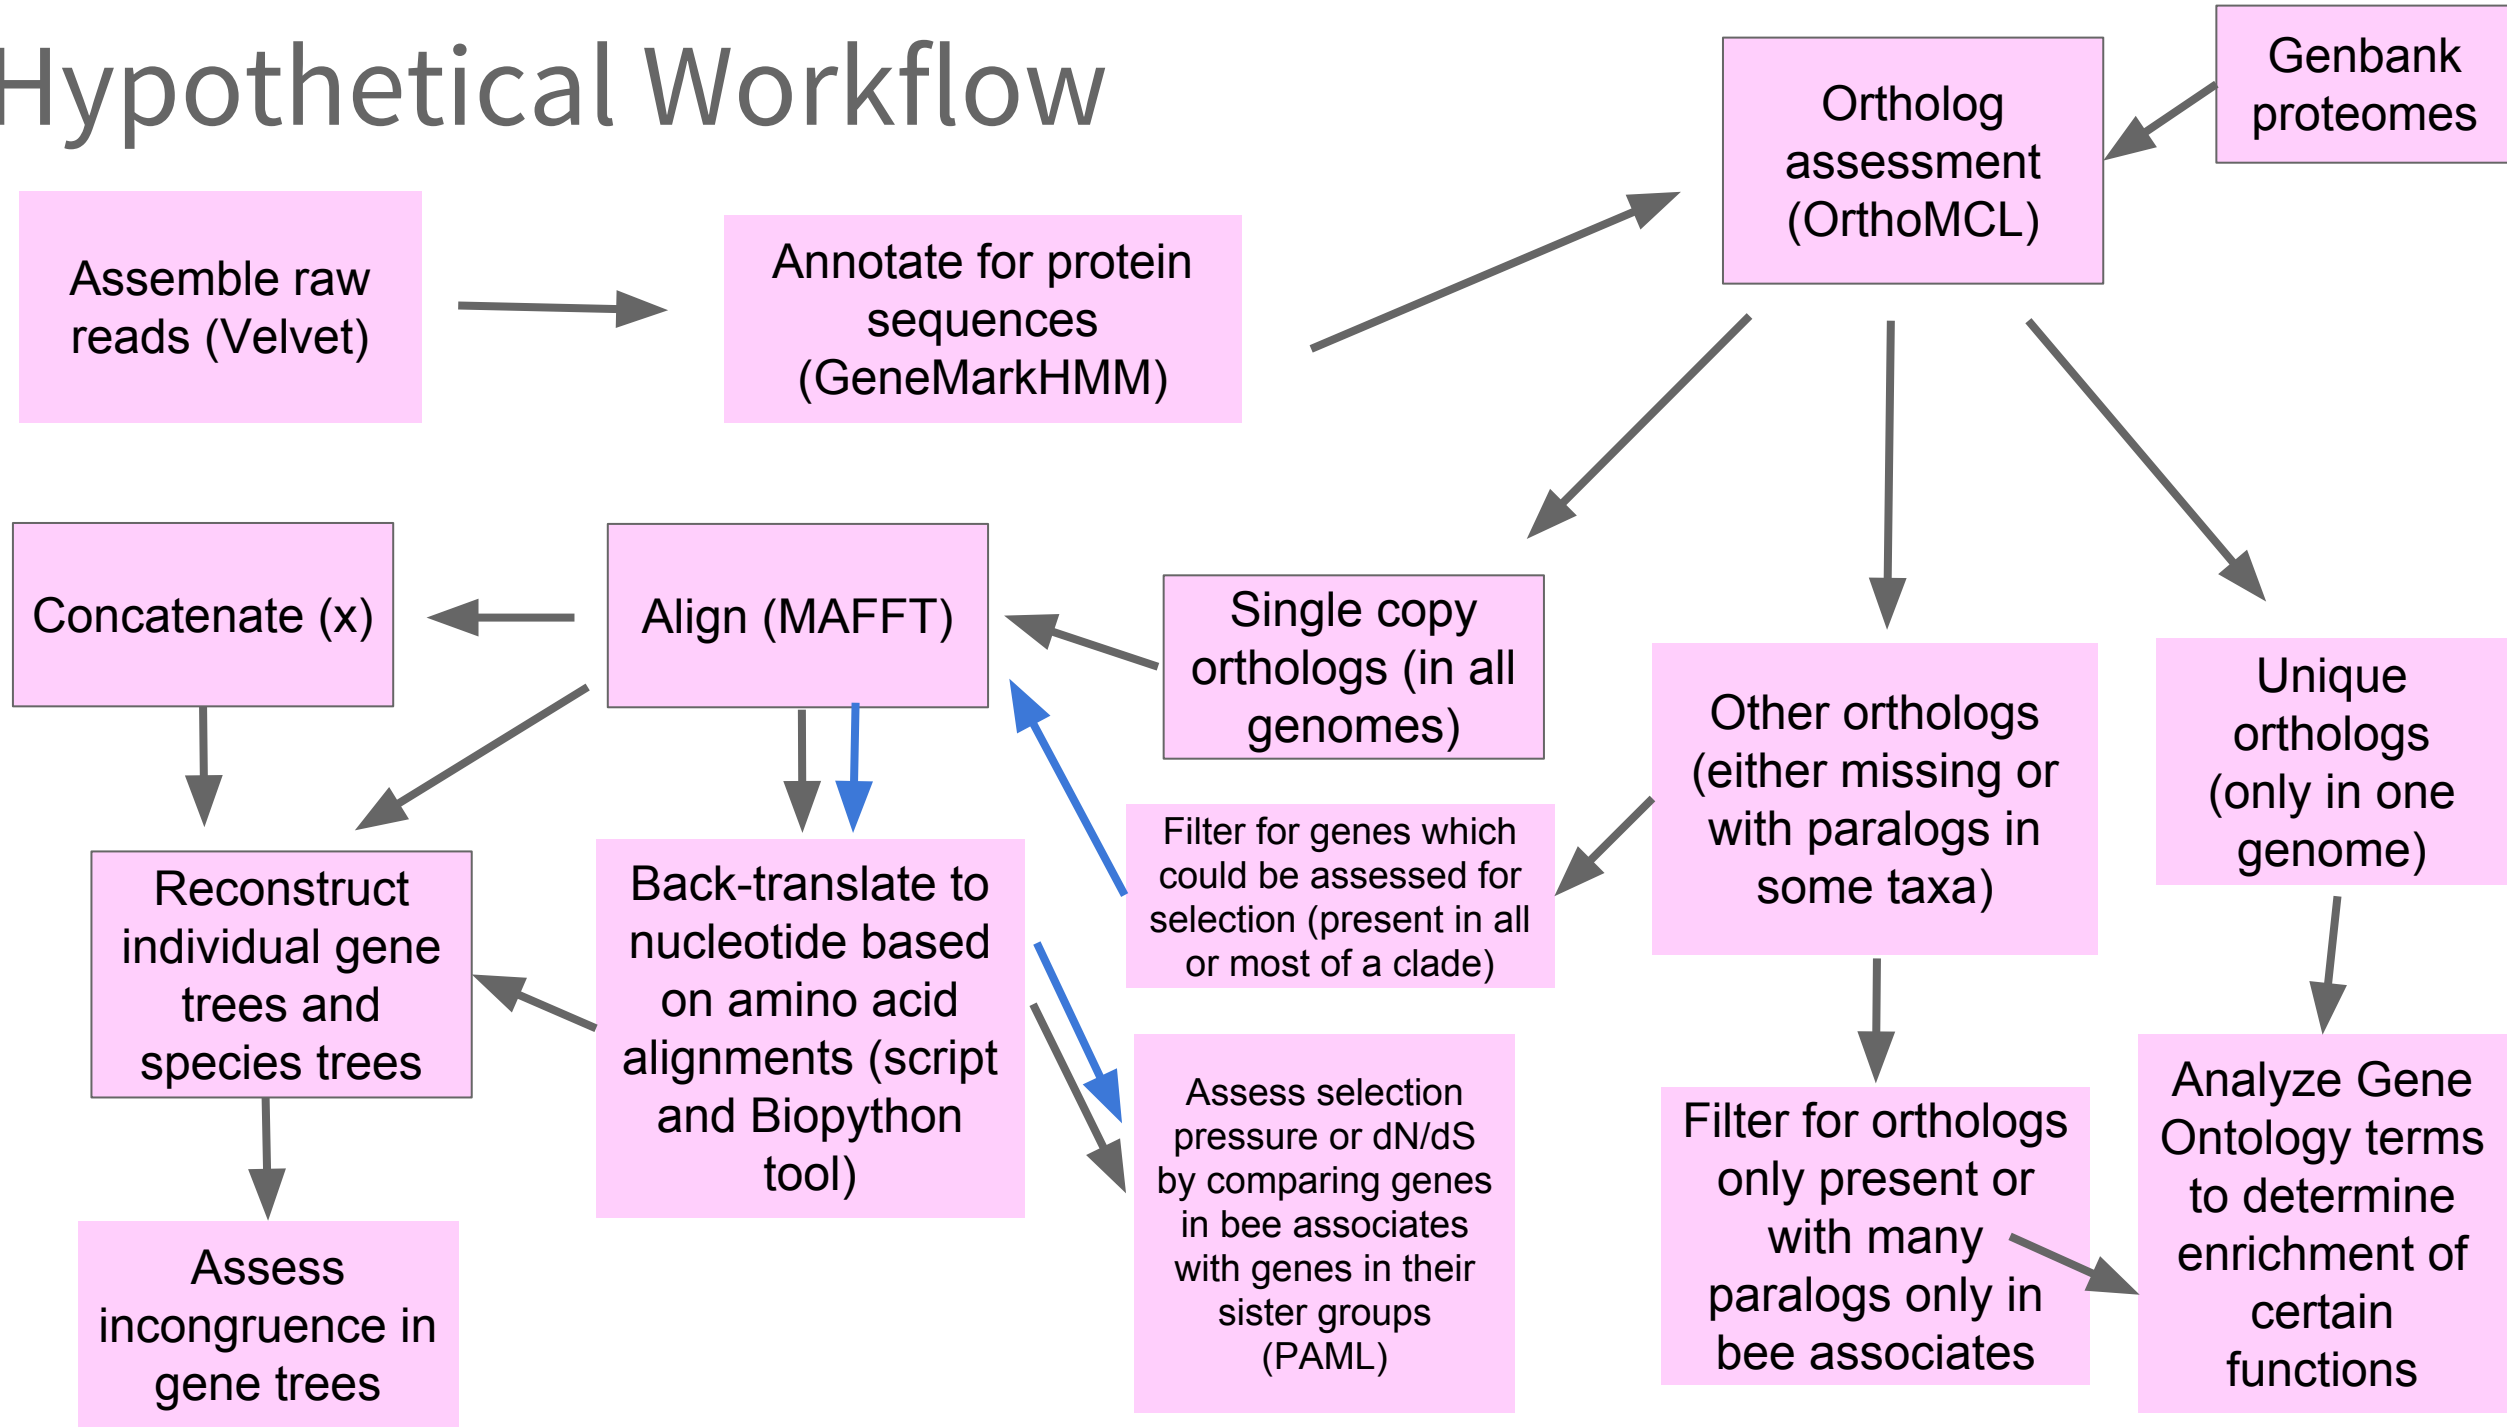 Hypothetical Workflow
Genbank
proteomes
Ortholog
assessment
(OrthoMCL)
Assemble raw
reads (Velvet)
Annotate for protein
sequences
(GeneMarkHMM)
Concatenate (x)
Align (MAFFT)
Single copy
orthologs (in all
genomes)
Other orthologs
(either missing or
with paralogs in
some taxa)
Unique
orthologs
(only in one
genome)
Filter for genes which
could be assessed for
selection (present in all
or most of a clade)
Reconstruct
individual gene
trees and
species trees
Back-translate to
nucleotide based
on amino acid
alignments (script
and Biopython
tool)
Assess selection
pressure or dN/dS
by comparing genes
in bee associates
with genes in their
sister groups
(PAML)
Filter for orthologs
only present or
with many
paralogs only in
bee associates
Analyze Gene
Ontology terms
to determine
enrichment of
certain
functions
Assess
incongruence in
gene trees